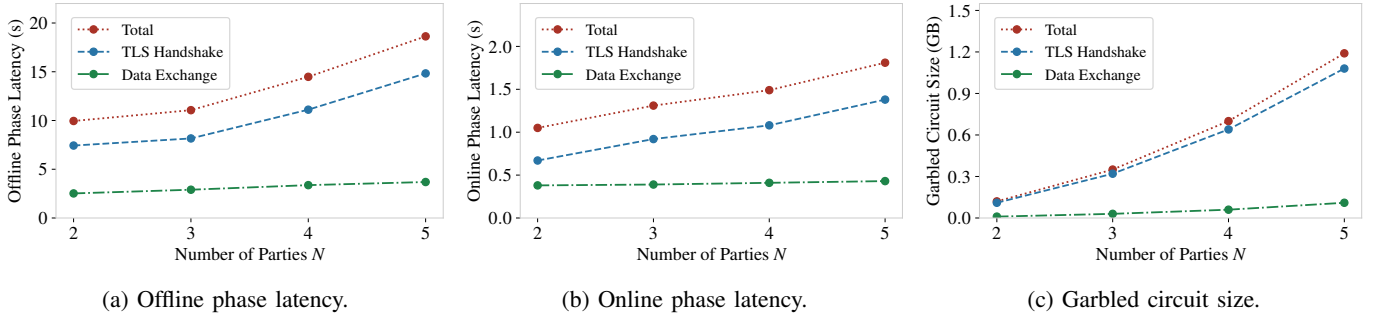 Offline Phase Latency (s)
20
15
10
5
0
Total
TLS Handshake
Data Exchange
2 3 4 5
Number of Parties N
(a) Offline phase latency.
Online Phase Latency (s)
2.0
1.5
1.0
0.5
0.0
Total
TLS Handshake
Data Exchange
2 3 4 5
Number of Parties N
(b) Online phase latency.
Garbled Circuit Size (GB)
1.5
1.2
0.9
0.6
0.3
0.0
Total
TLS Handshake
Data Exchange
2 3 4 5
Number of Parties N
(c) Garbled circuit size.